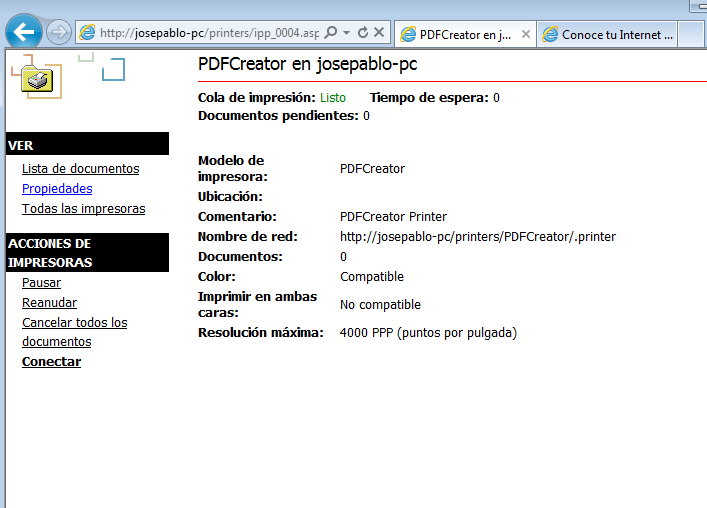 http://josepablo-pc/printers/ipp_0004.asp
PDFCreator en j...
Conoce tu Internet ...
PDFCreator en josepablo-pc
Cola de impresión: Listo Tiempo de espera: 0
Documentos pendientes: 0
VER
Lista de documentos
Propiedades
Todas las impresoras
ACCIONES DE
IMPRESORAS
Pausar
Reanudar
Cancelar todos los
documentos
Conectar
Modelo de
impresora: PDFCreator
Ubicación:
Comentario: PDFCreator Printer
Nombre de red: http://josepablo-pc/printers/PDFCreator/.printer
Documentos: 0
Color: Compatible
Imprimir en ambas
caras: No compatible
Resolución máxima: 4000 PPP (puntos por pulgada)